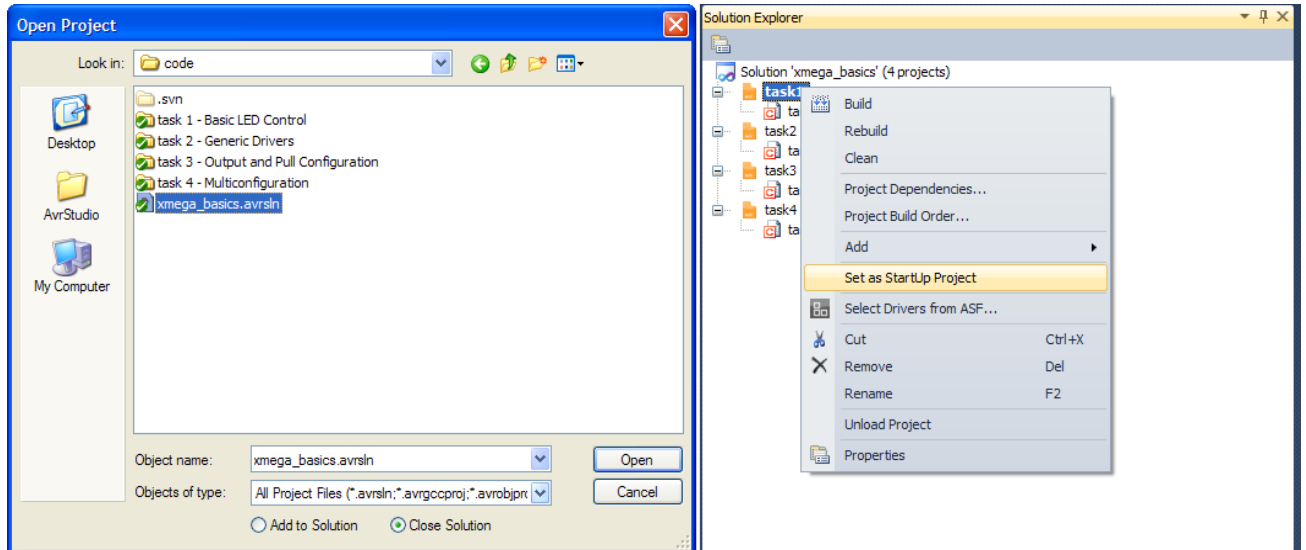 Open Project
Look in:
code
.svn
task 1 - Basic LED Control
task 2 - Generic Drivers
task 3 - Output and Pull Configuration
task 4 - Multiconfiguration
xmega_basics.avrsln
Desktop
AvrStudio
My Computer
Object name:
xmega_basics.avrsln
Open
Objects of type:
All Project Files (*.avrsln;*.avrgccproj;*.avrobjpro
Cancel
Add to Solution
Close Solution
Solution Explorer
Solution 'xmega_basics' (4 projects)
task1
ta
task2
ta
task3
ta
task4
ta
Build
Rebuild
Clean
Project Dependencies...
Project Build Order...
Add
Set as StartUp Project
Select Drivers from ASF...
Cut Ctrl+X
Remove Del
Rename F2
Unload Project
Properties